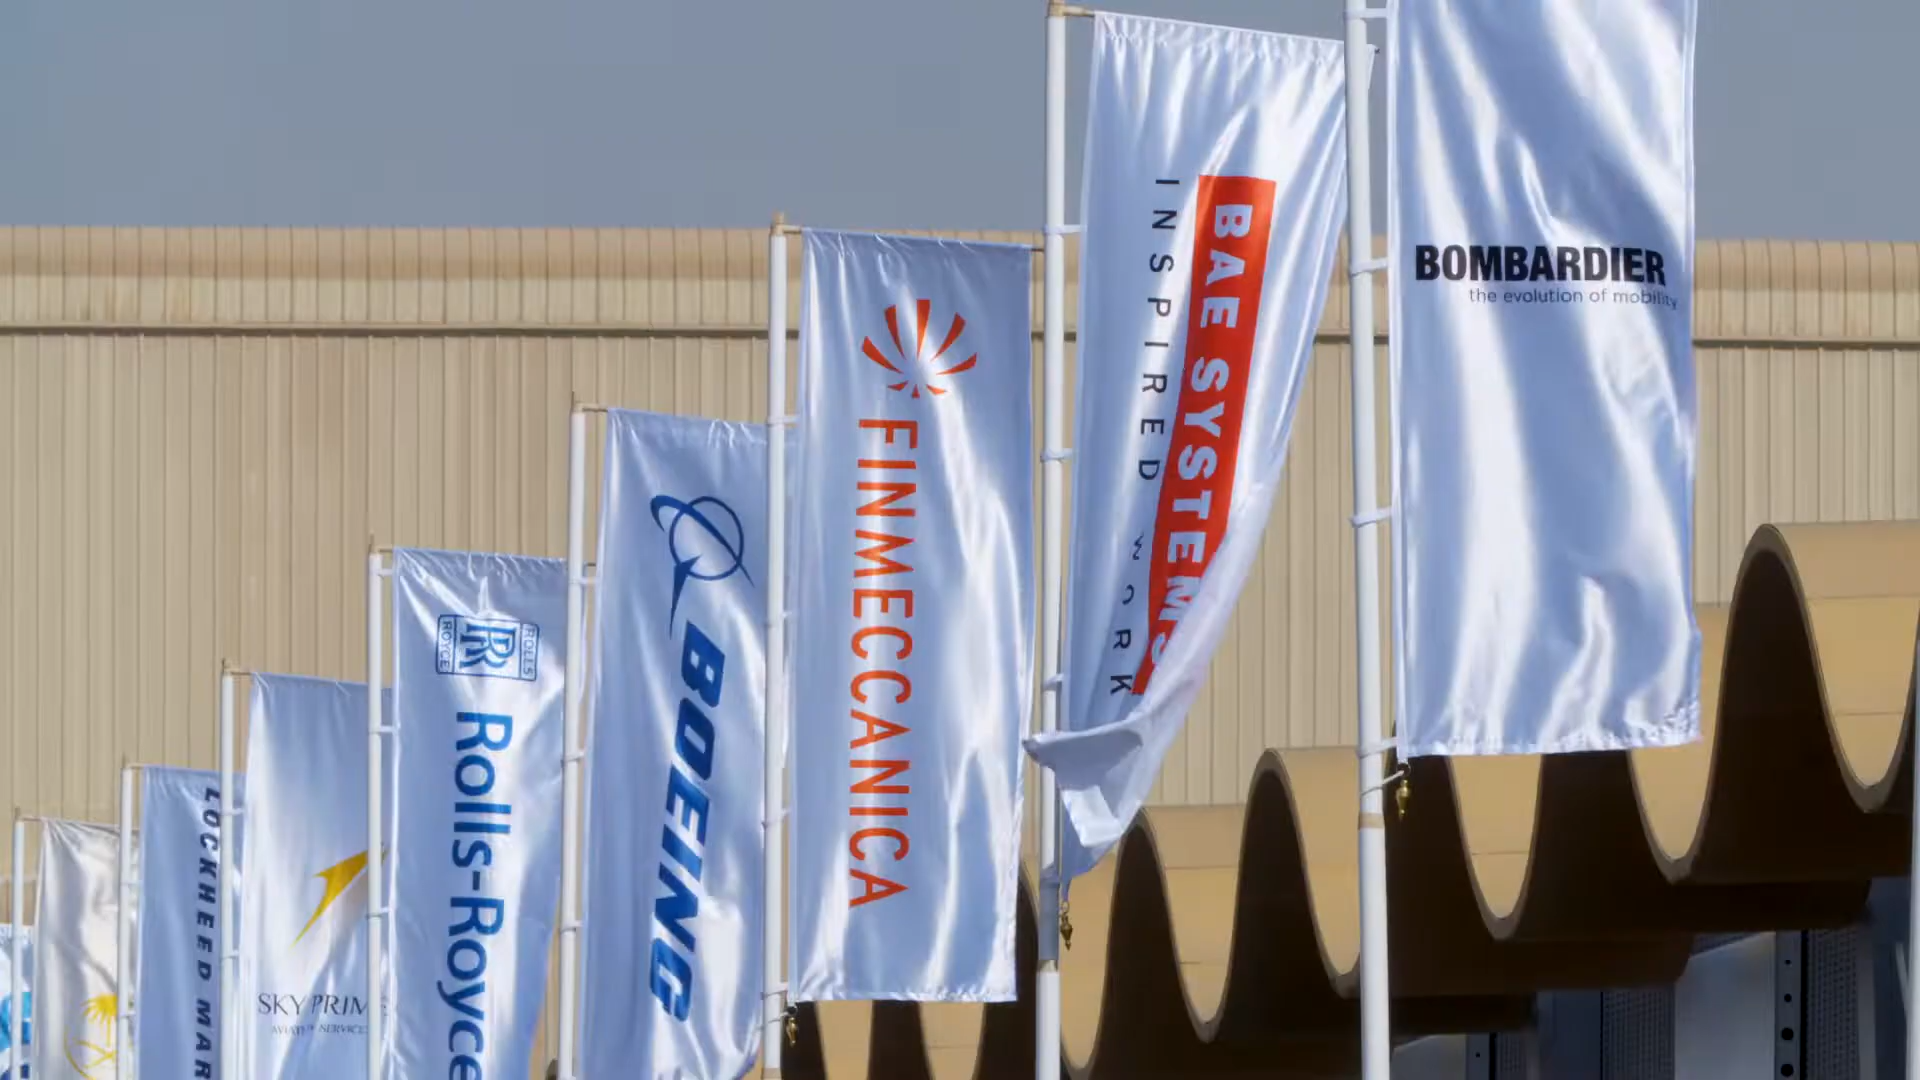 BOMBARDIER
the evolution of mobility
BAE SYSTEMS
INSPIRED WORK
FINMECCANICA
BOEING
ROLLS
RR
ROYCE
Rolls-Royce
SKY PRIME
AVIATION SERVICES
LOCKHEED MAR